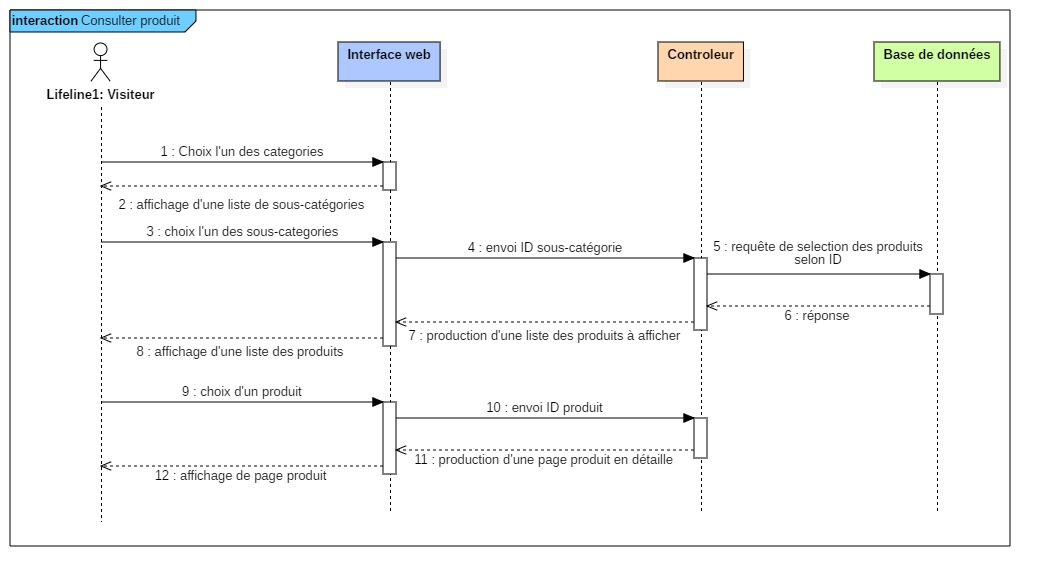 interaction Consulter produit
Interface web
Controleur
Base de données
Lifeline1: Visiteur
1 : Choix l'un des categories
2 : affichage d'une liste de sous-catégories
3 : choix l'un des sous-categories
4 : envoi ID sous-catégorie
5 : requête de selection des produits
selon ID
6 : réponse
7 : production d'une liste des produits à afficher
8 : affichage d'une liste des produits
9 : choix d'un produit
10 : envoi ID produit
11 : production d'une page produit en détaille
12 : affichage de page produit